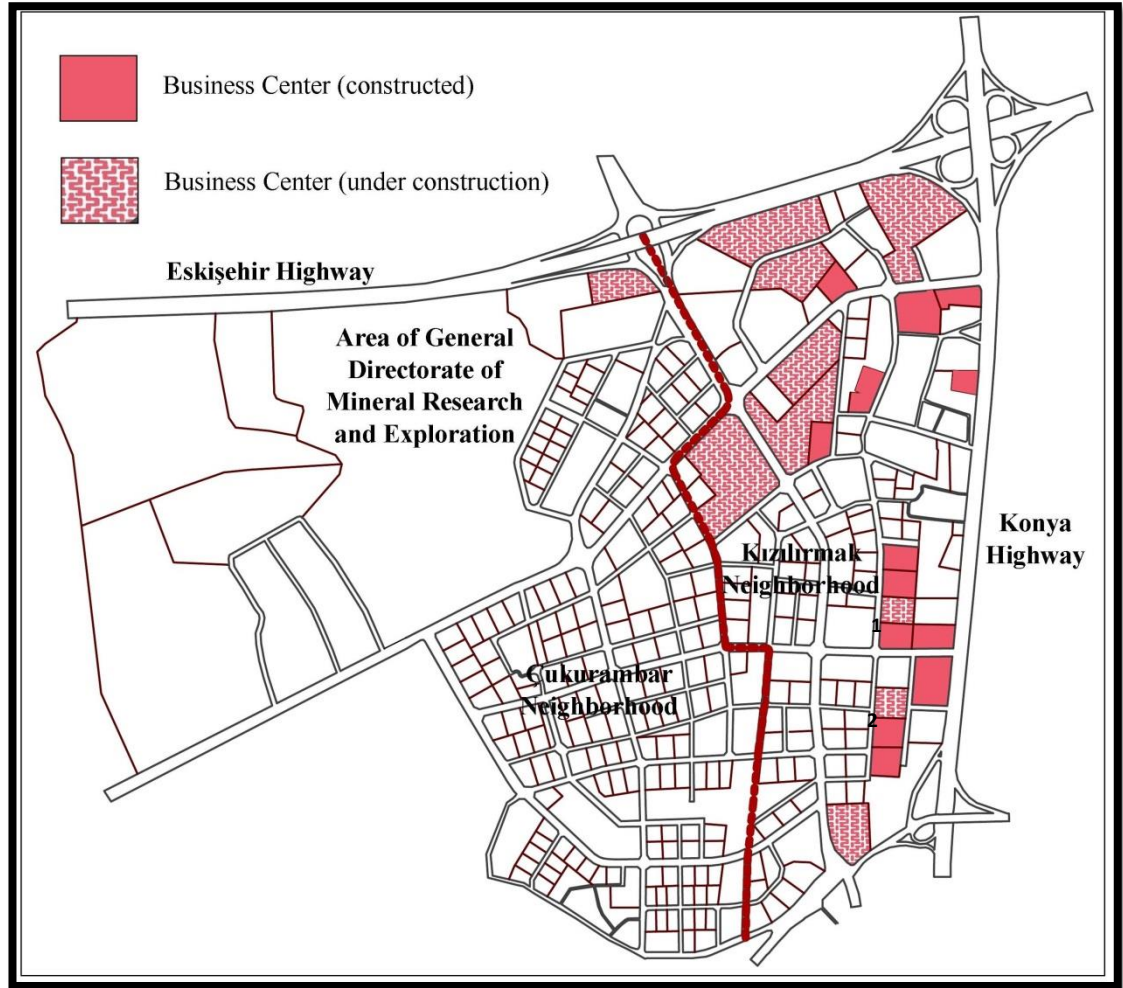 Business Center (constructed)
Business Center (under construction)
Eskişehir Highway
Area of General
Directorate of
Mineral Research
and Exploration
Konya
Highway
Kızılırmak
Neighborhood
1
Çukurambar
Neighborhood
2